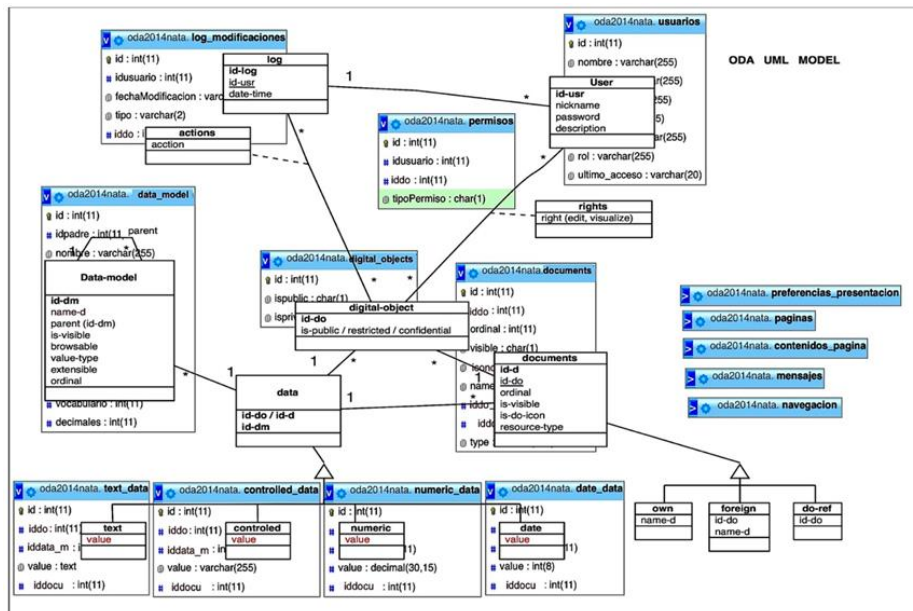 oda2014nata. log_modificaciones
id : int(11)
idusuario : int(11)
fechaModificacion : varc
tipo : varchar(2)
iddo : i
log
id-log
id-usr
date-time
actions
acction
oda2014nata. usuarios
id : int(11)
nombre : varchar(255)
rol : varchar(255)
ultimo_acceso : varchar(20)
User
id-usr
nickname
password
description
ODA UML MODEL
1
*
*
*
oda2014nata. permisos
id : int(11)
idusuario : int(11)
iddo : int(11)
tipoPermiso : char(1)
rights
right (edit, visualize)
oda2014nata. data_model
id : int(11)
idpadre : int(11)
nombre : varchar(255)
vocabulario : int(11)
decimales : int(11)
parent
1
*
Data-model
id-dm
name-d
parent (id-dm)
is-visible
browsable
value-type
extensible
ordinal
oda2014nata. digital_objects
id : int(11)
ispublic : char(1)
ispriv
*
*
digital-object
id-do
is-public / restricted / confidential
oda2014nata. documents
iddo : int(11)
ordinal : int(11)
visible : char(1)
icono
name
iddo_
iddo
type :
documents
id-d
id-do
ordinal
is-visible
is-do-icon
resource-type
1
*
1
1
*
1
*
data
id-do / id-d
id-dm
oda2014nata. preferencias_presentacion
oda2014nata. paginas
oda2014nata. contenidos_pagina
oda2014nata. mensajes
oda2014nata. navegacion
oda2014nata. text_data
id : int(11)
iddo : int(11)
iddata_m : int(11)
value : text
iddocu : int(11)
text
value
oda2014nata. controlled_data
id : int(11)
iddo : int(11)
iddata_m : in
value : varchar(255)
iddocu : int(11)
controled
value
oda2014nata. numeric_data
id : int(11)
value : decimal(30,15)
iddocu : int(11)
numeric
value
oda2014nata. date_data
id : int(11)
value : int(8)
iddocu : int(11)
date
value
own
name-d
foreign
id-do
name-d
do-ref
id-do